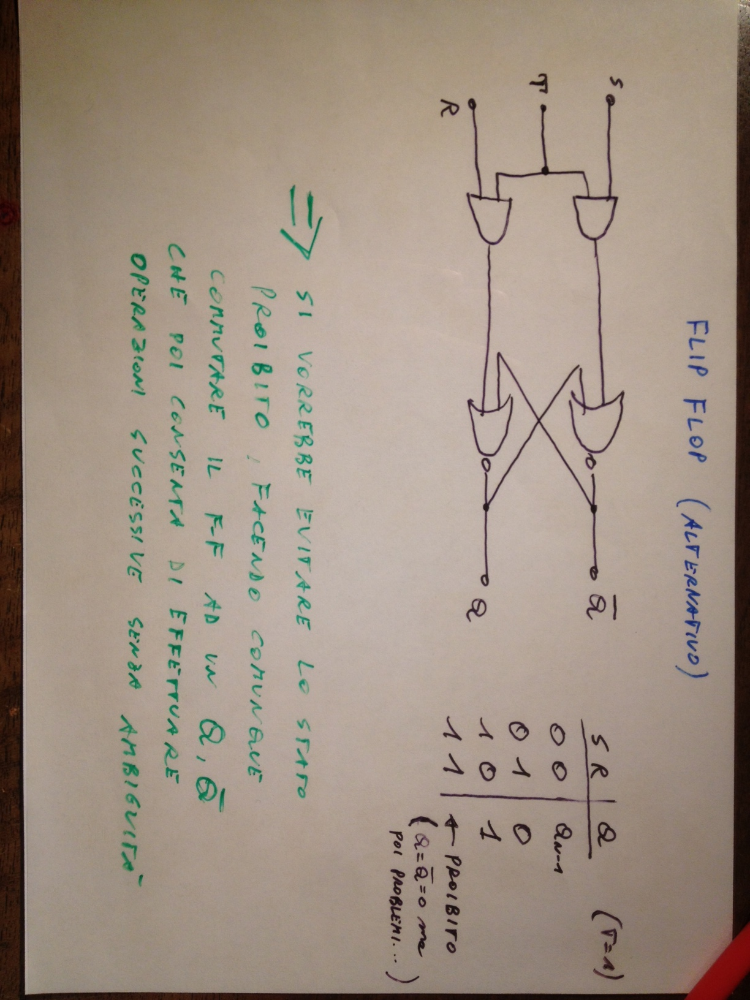 FLIP FLOP (ALTERNATIVO)
S
T
R
Q̅
Q
S R Q (T=1)
0 0 Qn-1
0 1 0
1 0 1
1 1 ← PROIBITO
(Q=Q̅=0 ma
POI PROBLEMI...)
⇒ SI VORREBBE EVITARE LO STATO
PROIBITO, FACENDO COMUNQUE
COMMUTARE IL F-F AD UN Q, Q̅
CHE POI CONSENTA DI EFFETTUARE
OPERAZIONI SUCCESSIVE SENZA AMBIGUITÀ